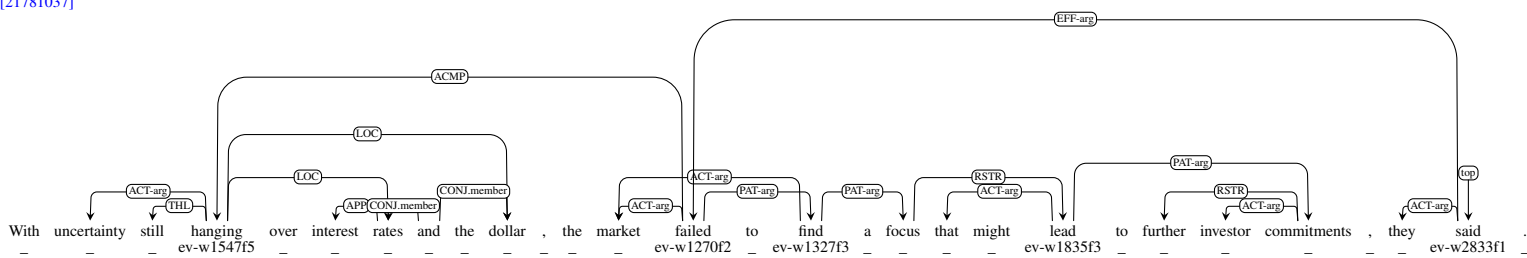 [21781037]
EFF-arg
ACMP
LOC
PAT-arg
LOC ACT-arg RSTR top
ACT-arg CONJ.member PAT-arg PAT-arg ACT-arg RSTR
THL APP CONJ.member ACT-arg ACT-arg ACT-arg
With uncertainty still hanging over interest rates and the dollar , the market failed to find a focus that might lead to further investor commitments , they said .
_ _ _ ev-w1547f5 _ _ _ _ _ _ _ _ _ ev-w1270f2 _ ev-w1327f3 _ _ _ _ ev-w1835f3 _ _ _ _ _ _ ev-w2833f1 _